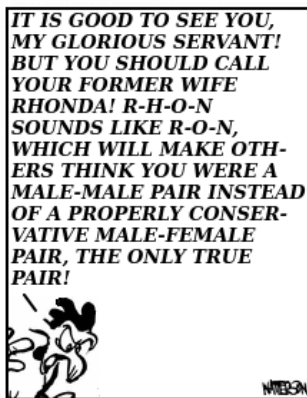 IT IS GOOD TO SEE YOU,
MY GLORIOUS SERVANT!
BUT YOU SHOULD CALL
YOUR FORMER WIFE
RHONDA! R-H-O-N
SOUNDS LIKE R-O-N,
WHICH WILL MAKE OTH-
ERS THINK YOU WERE A
MALE-MALE PAIR INSTEAD
OF A PROPERLY CONSER-
VATIVE MALE-FEMALE
PAIR, THE ONLY TRUE
PAIR!